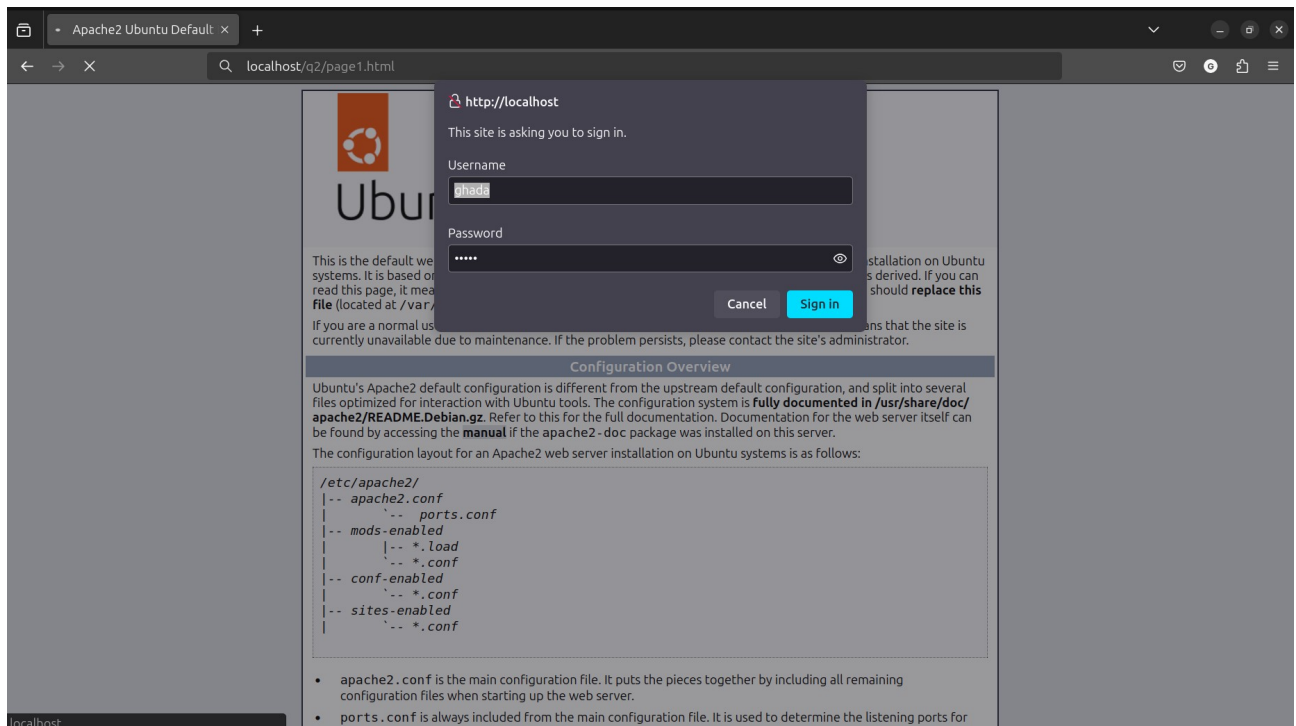 Apache2 Ubuntu Default
localhost/q2/page1.html
http://localhost
This site is asking you to sign in.
Username
ghada
Password
•••••
Cancel Sign in
Ubu
This is the default we stallation on Ubuntu
systems. It is based o s derived. If you can
read this page, it mea should replace this
file (located at /var/
If you are a normal us ans that the site is
currently unavailable due to maintenance. If the problem persists, please contact the site's administrator.
Configuration Overview
Ubuntu's Apache2 default configuration is different from the upstream default configuration, and split into several
files optimized for interaction with Ubuntu tools. The configuration system is fully documented in /usr/share/doc/
apache2/README.Debian.gz. Refer to this for the full documentation. Documentation for the web server itself can
be found by accessing the manual if the apache2-doc package was installed on this server.
The configuration layout for an Apache2 web server installation on Ubuntu systems is as follows:
/etc/apache2/
|-- apache2.conf
|       `-- ports.conf
|-- mods-enabled
|       |-- *.load
|       `-- *.conf
|-- conf-enabled
|       `-- *.conf
|-- sites-enabled
|       `-- *.conf
• apache2.conf is the main configuration file. It puts the pieces together by including all remaining
configuration files when starting up the web server.
• ports.conf is always included from the main configuration file. It is used to determine the listening ports for
localhost